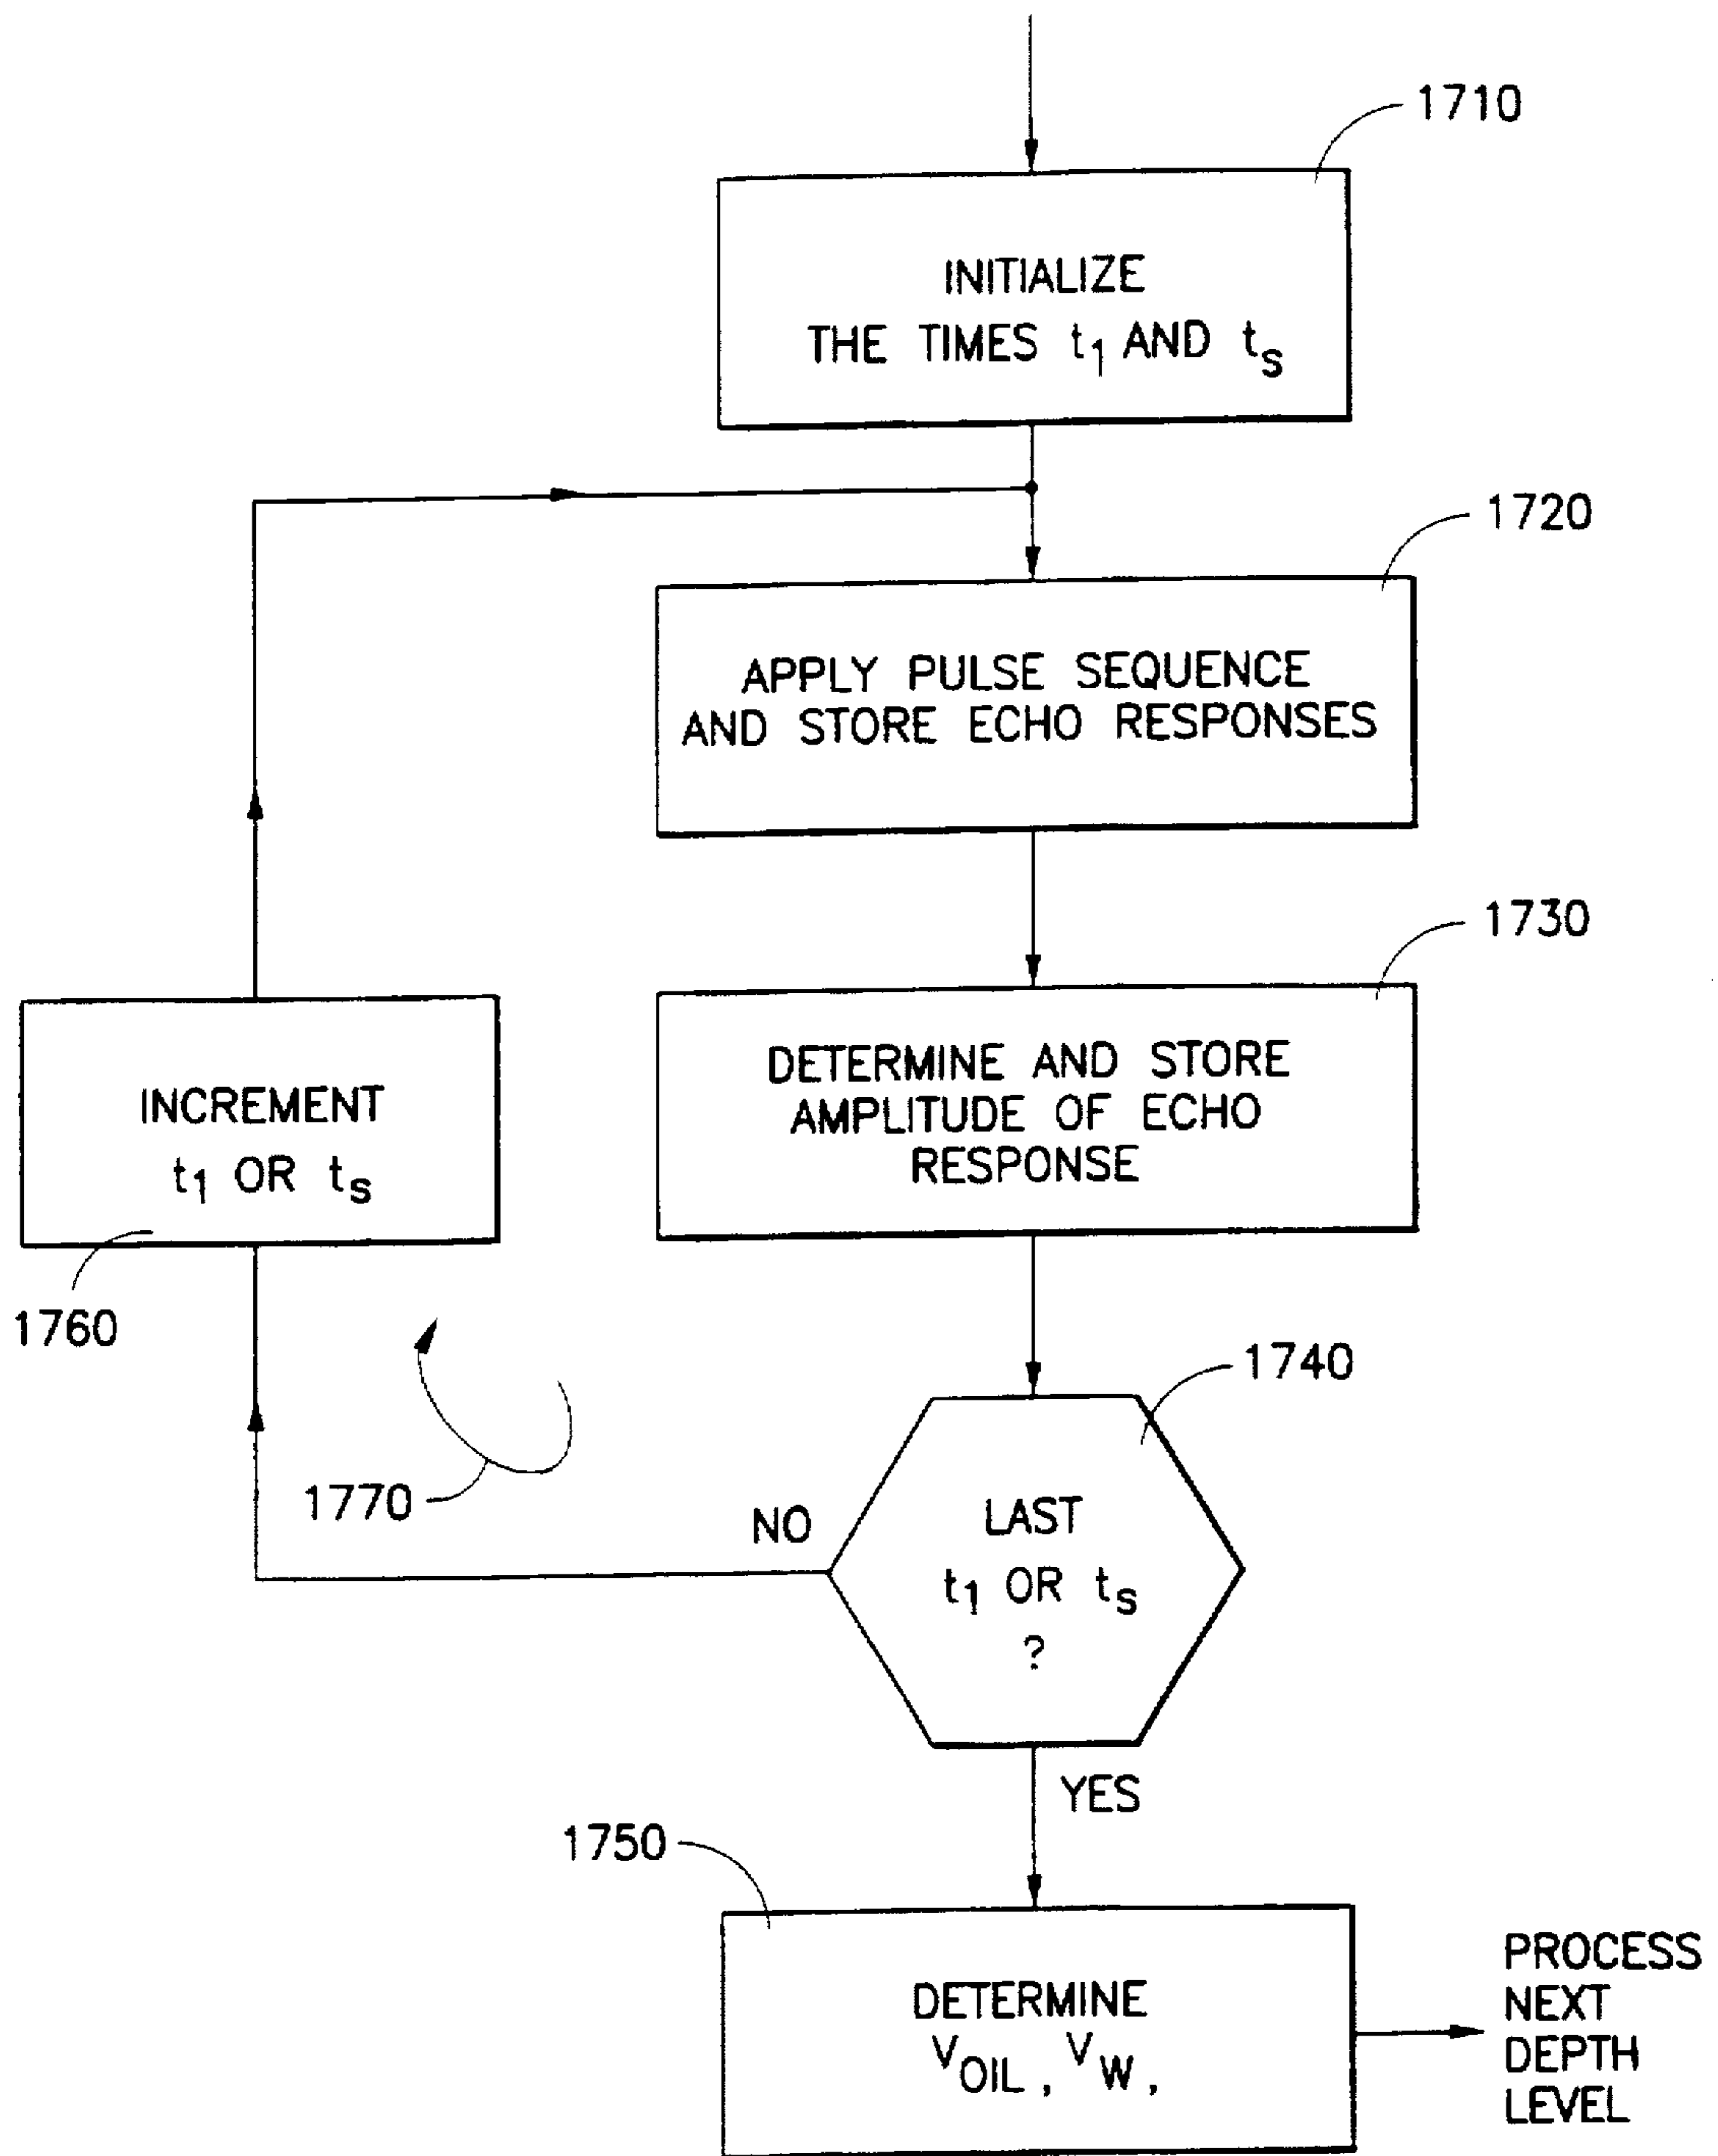 1710
INITIALIZE
THE TIMES t₁ AND tₛ
1720
APPLY PULSE SEQUENCE
AND STORE ECHO RESPONSES
1730
DETERMINE AND STORE
AMPLITUDE OF ECHO
RESPONSE
INCREMENT
t₁ OR tₛ
1760
1740
1770
NO
LAST
t₁ OR tₛ
?
YES
1750
DETERMINE
V_OIL, V_W,
PROCESS
NEXT
DEPTH
LEVEL